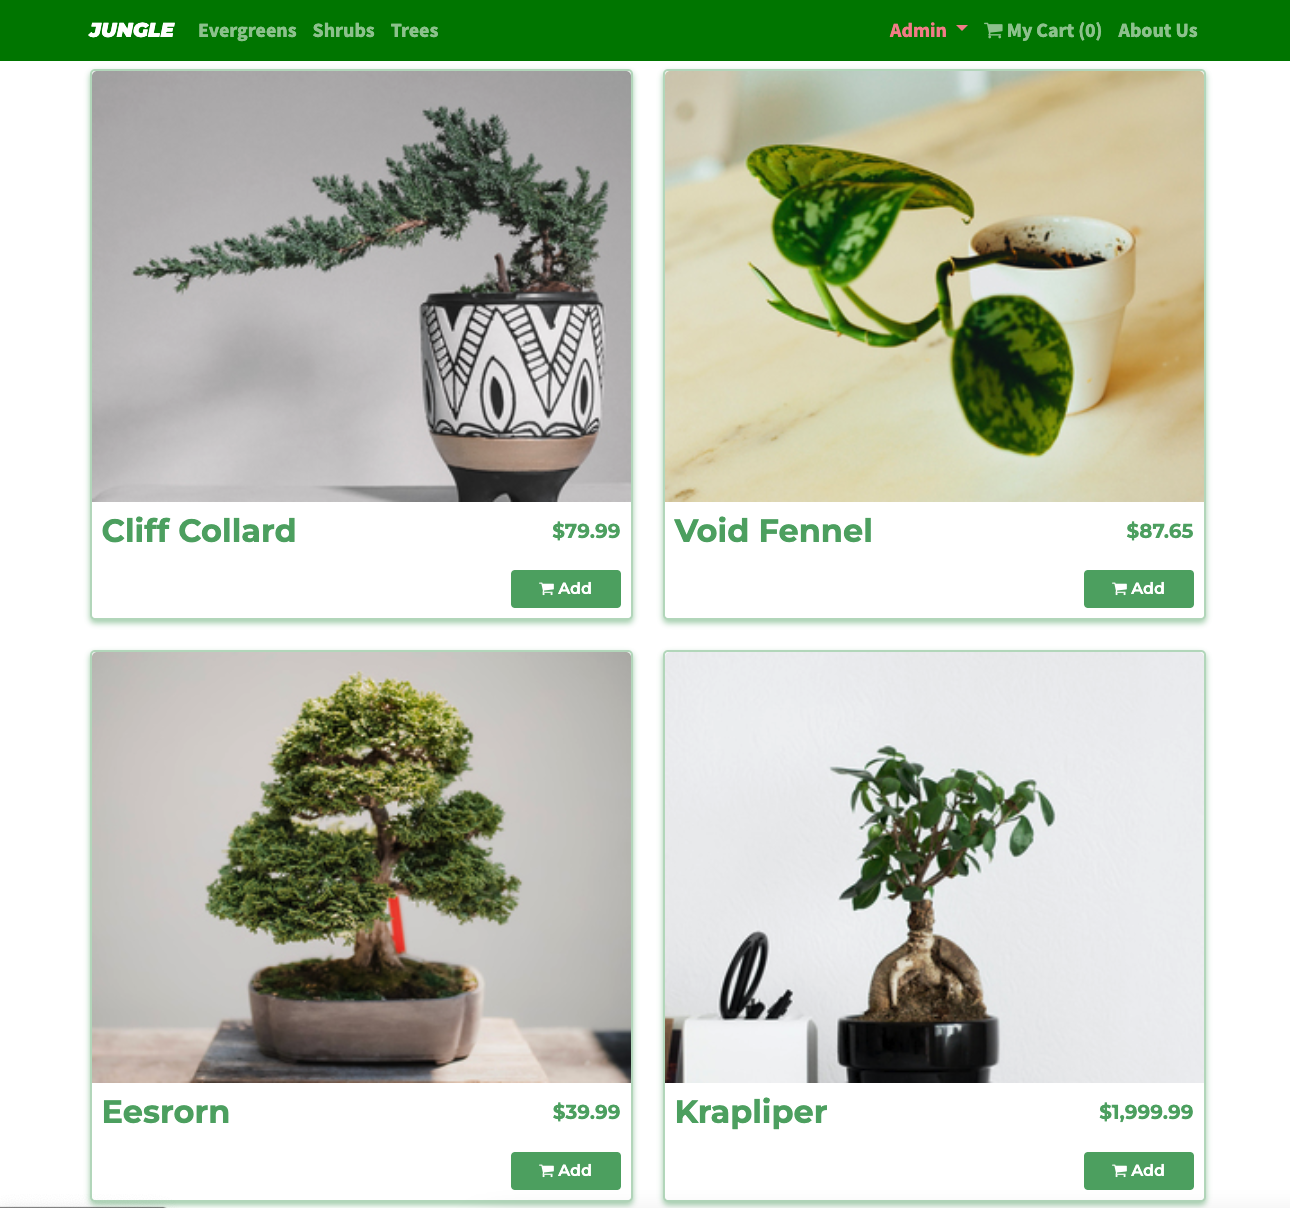 JUNGLE Evergreens Shrubs Trees Admin My Cart (0) About Us
Cliff Collard $79.99
Add
Void Fennel $87.65
Add
Eesrorn $39.99
Add
Krapliper $1,999.99
Add